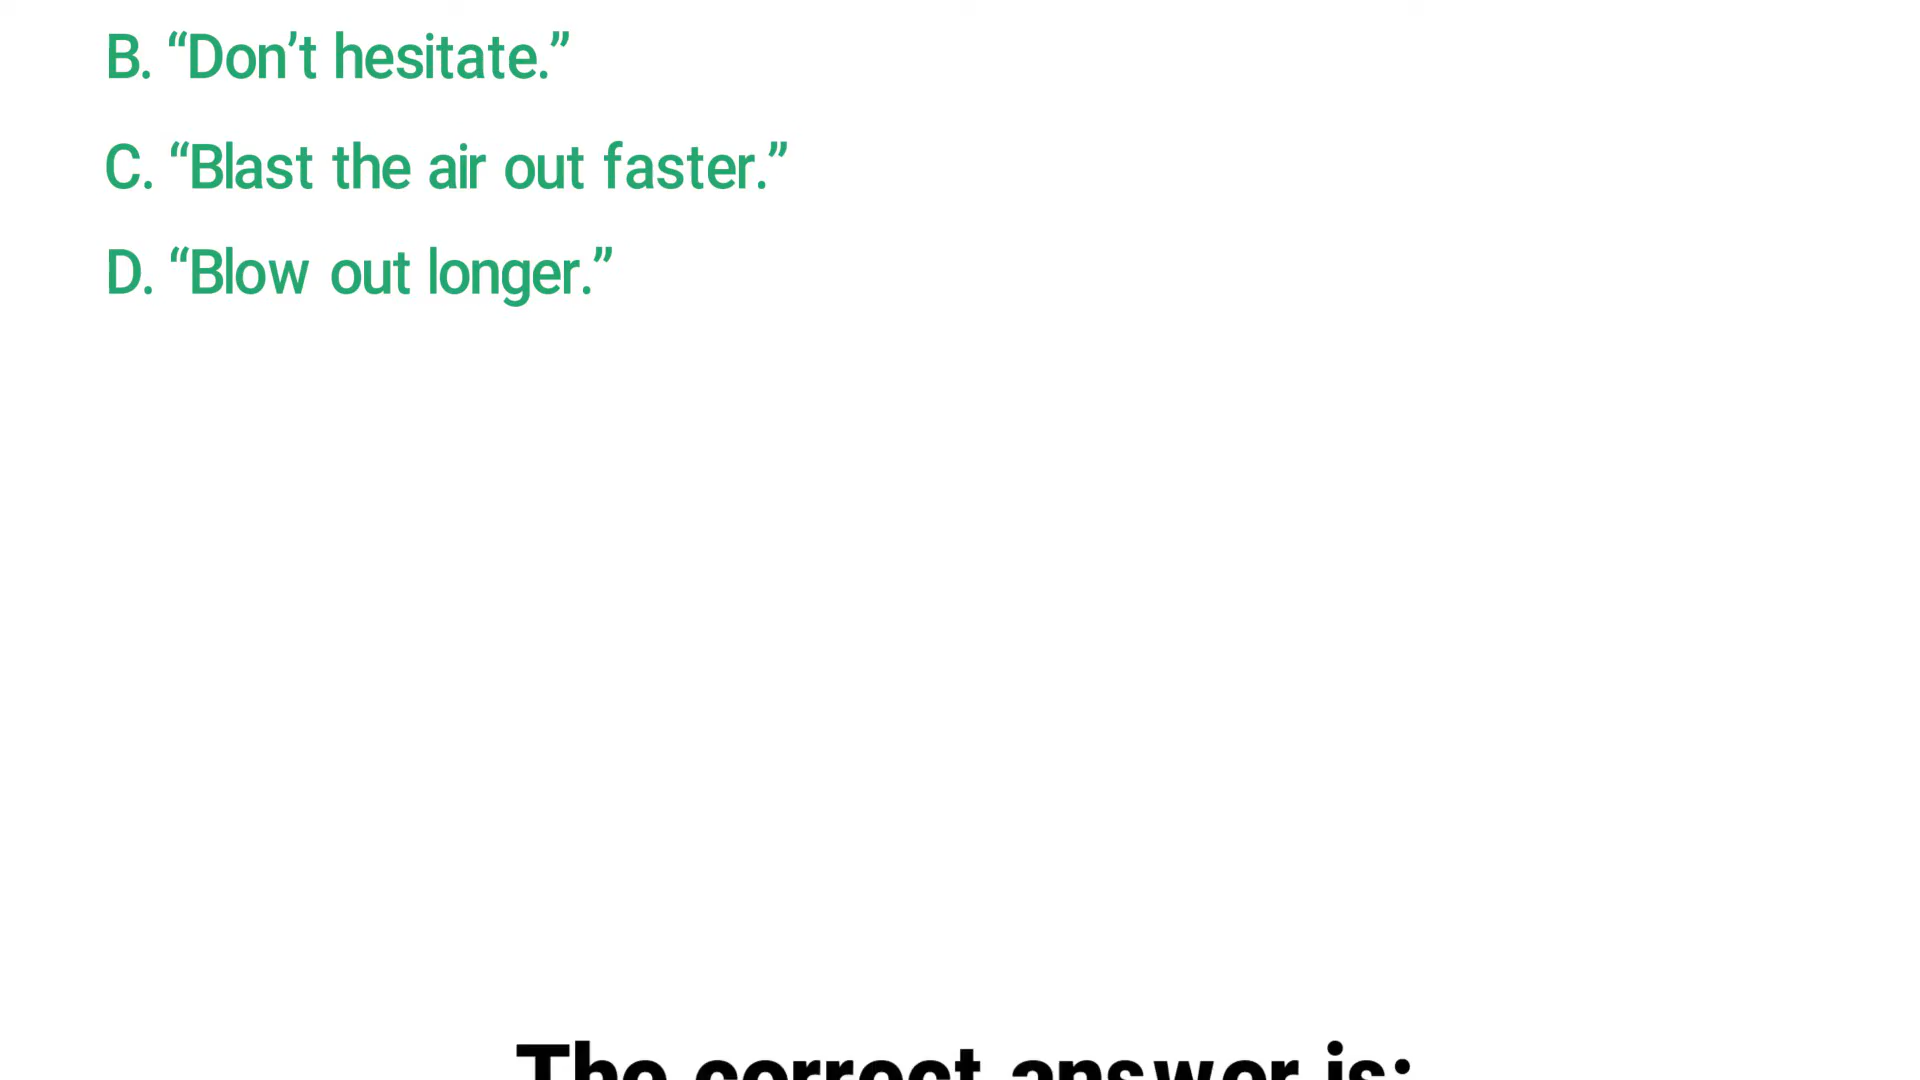 B. “Don’t hesitate.”
C. “Blast the air out faster.”
D. “Blow out longer.”
The correct answer is: